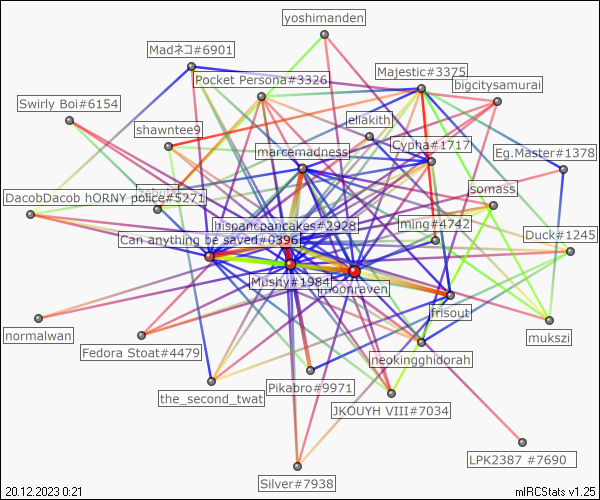 yoshimanden
Madネコ#6901
Pocket Persona#3326
Majestic#3375
bigcitysamurai
Swirly Boi#6154
shawntee9
eliakith
Cypha#1717
marcemadness
Eg.Master#1378
DacobDacob hORNY police#5271
somass
hispancpancakes#2928
ming#4742
Can anything be saved#0396
Duck#1245
Mushy#1984
moonraven
frisout
normalwan
mukszi
Fedora Stoat#4479
neokingghidorah
the_second_twat
Pikabro#9971
JKOUYH VIII#7034
LPK2387 #7690
Silver#7938
20.12.2023 0:21
mIRCStats v1.25